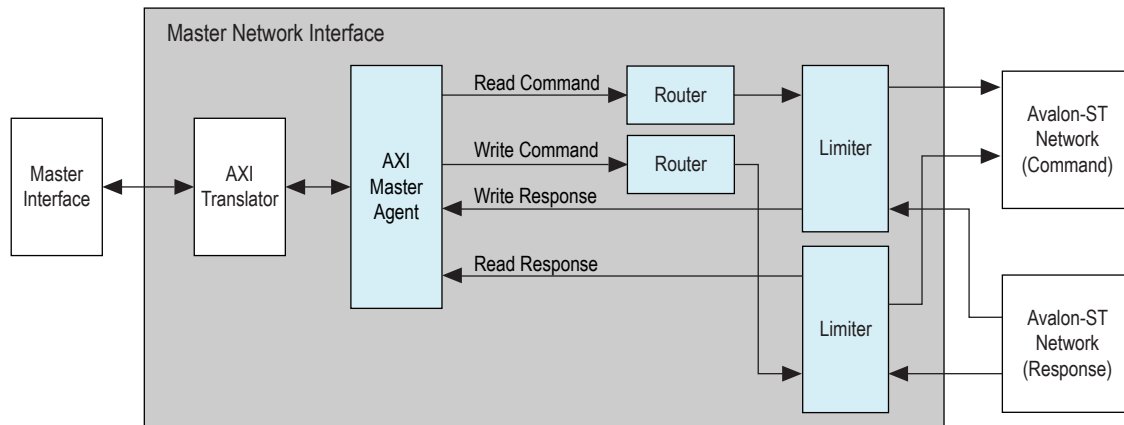 Master Network Interface
Master
Interface
AXI
Translator
AXI
Master
Agent
Read Command
Write Command
Write Response
Read Response
Router
Router
Limiter
Limiter
Avalon-ST
Network
(Command)
Avalon-ST
Network
(Response)